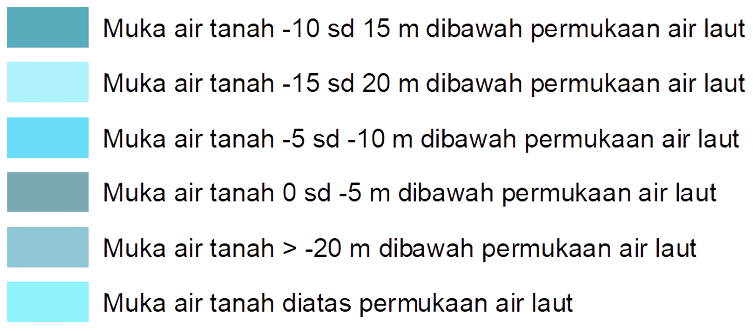 Muka air tanah -10 sd 15 m dibawah permukaan air laut
Muka air tanah -15 sd 20 m dibawah permukaan air laut
Muka air tanah -5 sd -10 m dibawah permukaan air laut
Muka air tanah 0 sd -5 m dibawah permukaan air laut
Muka air tanah > -20 m dibawah permukaan air laut
Muka air tanah diatas permukaan air laut